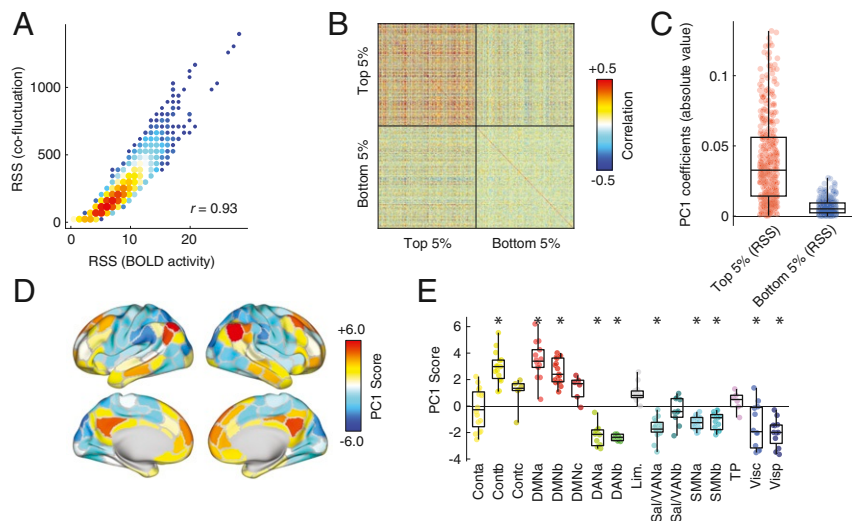 A
RSS (co-fluctuation)
1000
500
0
0
10
20
r = 0.93
RSS (BOLD activity)
B
Top 5%
Bottom 5%
Top 5%
Bottom 5%
+0.5
Correlation
-0.5
C
PC1 coefficients (absolute value)
0.1
0.05
0
Top 5% (RSS)
Bottom 5% (RSS)
D
+6.0
PC1 Score
-6.0
E
PC1 Score
6
4
2
0
-2
-4
* * * * * * * * * *
Conta
Contb
Contc
DMNa
DMNb
DMNc
DANa
DANb
Lim.
Sal/VANa
Sal/VANb
SMNa
SMNb
TP
Visc
Visp